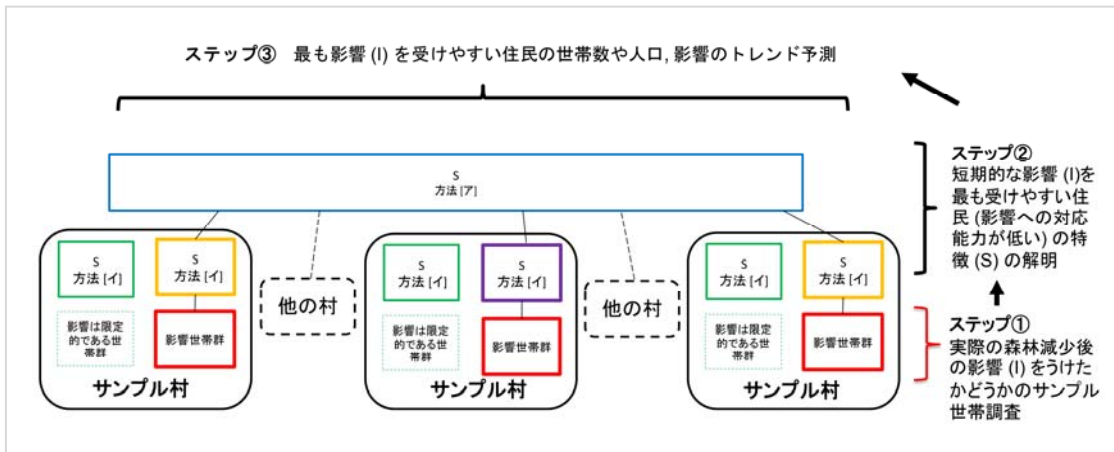 ステップ③ 最も影響 (I) を受けやすい住民の世帯数や人口, 影響のトレンド予測
S
方法 [ア]
ステップ②
短期的な影響 (I)を
最も受けやすい住
民 (影響への対応
能力が低い) の特
徴 (S) の解明
S
方法 [イ]
S
方法 [イ]
影響は限定
的である世
帯群
影響世帯群
サンプル村
他の村
S
方法 [イ]
S
方法 [イ]
影響は限定
的である世
帯群
影響世帯群
サンプル村
他の村
S
方法 [イ]
S
方法 [イ]
影響は限定
的である世
帯群
影響世帯群
サンプル村
ステップ①
実際の森林減少後
の影響 (I) をうけた
かどうかのサンプル
世帯調査